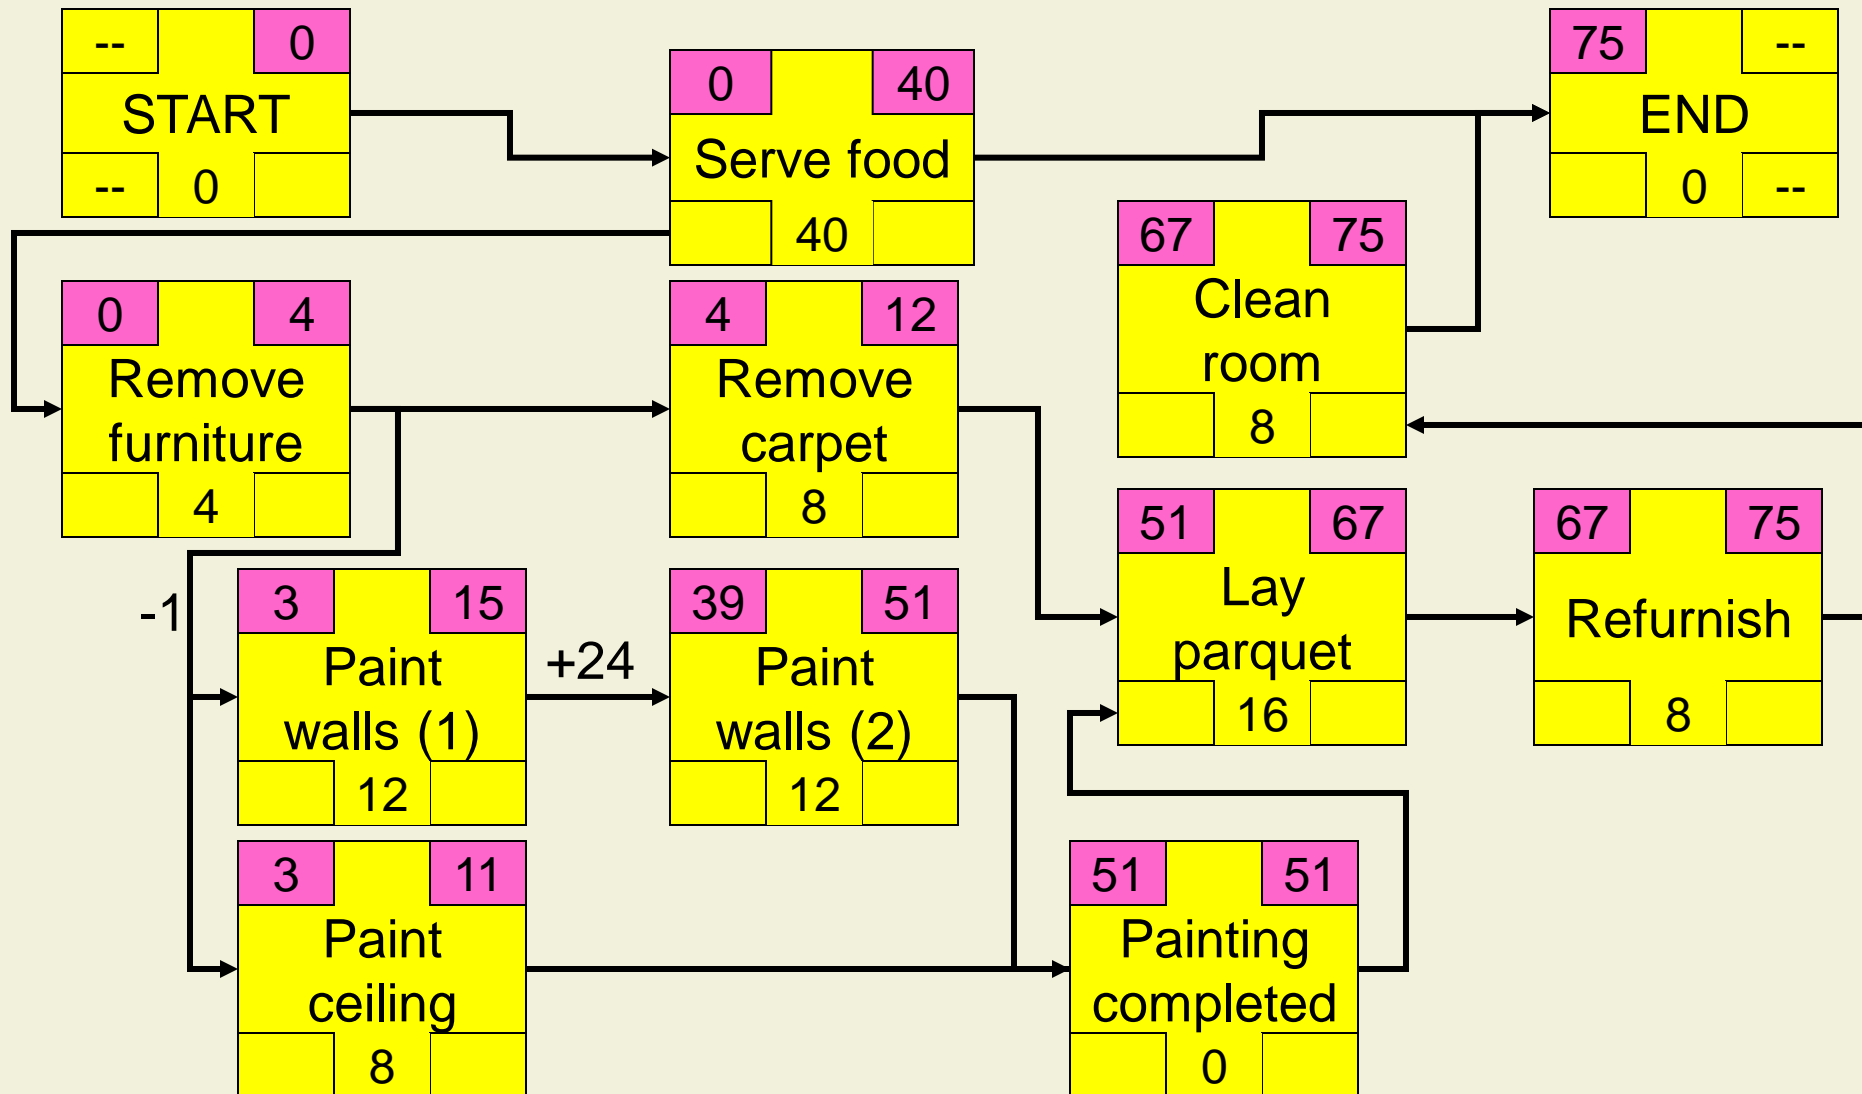 -- 0
START
-- 0
0 40
Serve food
40
75 --
END
0 --
67 75
Clean
room
8
0 4
Remove
furniture
4
4 12
Remove
carpet
8
51 67
Lay
parquet
16
67 75
Refurnish
8
-1
3 15
Paint
walls (1)
12
+24
39 51
Paint
walls (2)
12
3 11
Paint
ceiling
8
51 51
Painting
completed
0